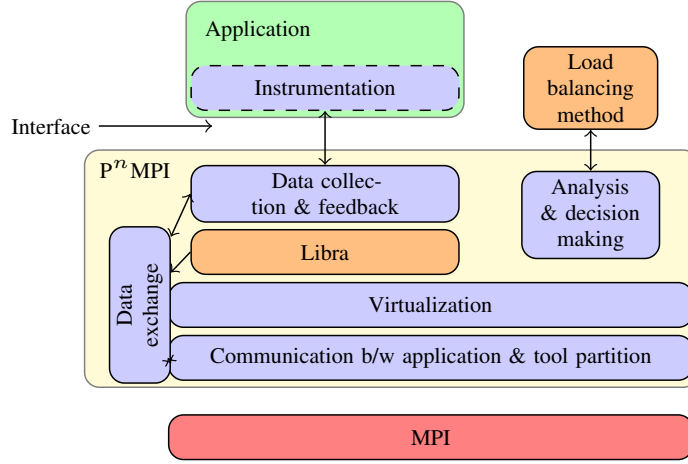 Application
Instrumentation
Load
balancing
method
Interface
PⁿMPI
Data collec-
tion & feedback
Analysis
& decision
making
Libra
Data
exchange
Virtualization
Communication b/w application & tool partition
MPI